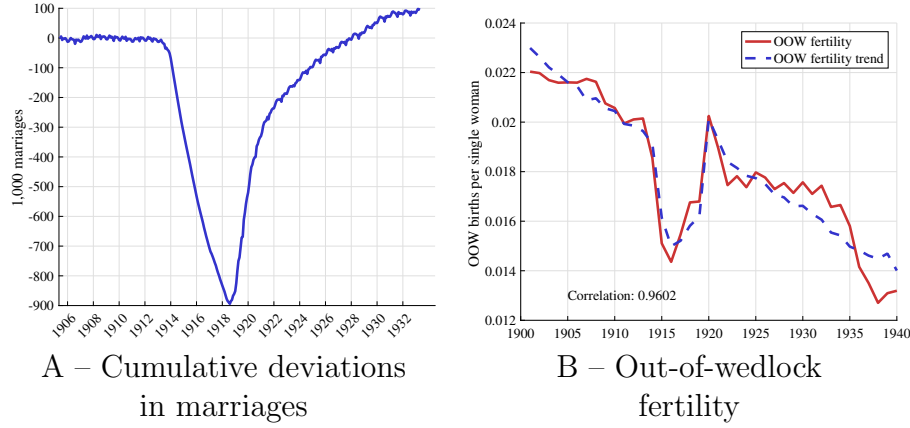 100
0
-100
-200
-300
-400
-500
-600
-700
-800
-900
1,000 marriages
1906 1908 1910 1912 1914 1916 1918 1920 1922 1924 1926 1928 1930 1932
A – Cumulative deviations
in marriages
0.024
0.022
0.02
0.018
0.016
0.014
0.012
OOW births per single woman
OOW fertility
OOW fertility trend
Correlation: 0.9602
1900 1905 1910 1915 1920 1925 1930 1935 1940
B – Out-of-wedlock
fertility